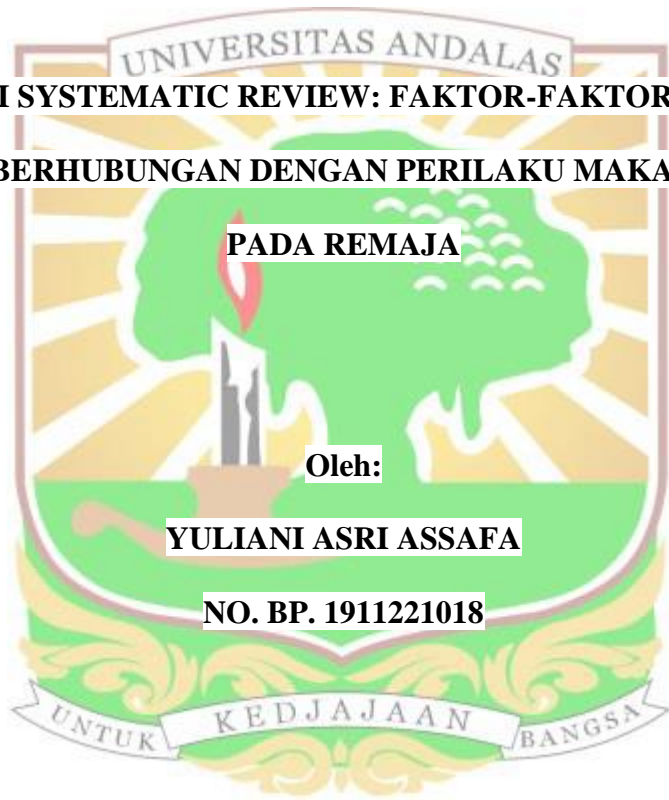 UNIVERSITAS ANDALAS
I SYSTEMATIC REVIEW: FAKTOR-FAKTOR
BERHUBUNGAN DENGAN PERILAKU MAKA
PADA REMAJA
Oleh:
YULIANI ASRI ASSAFA
NO. BP. 1911221018
UNTUK KEDJAJAAN BANGSA